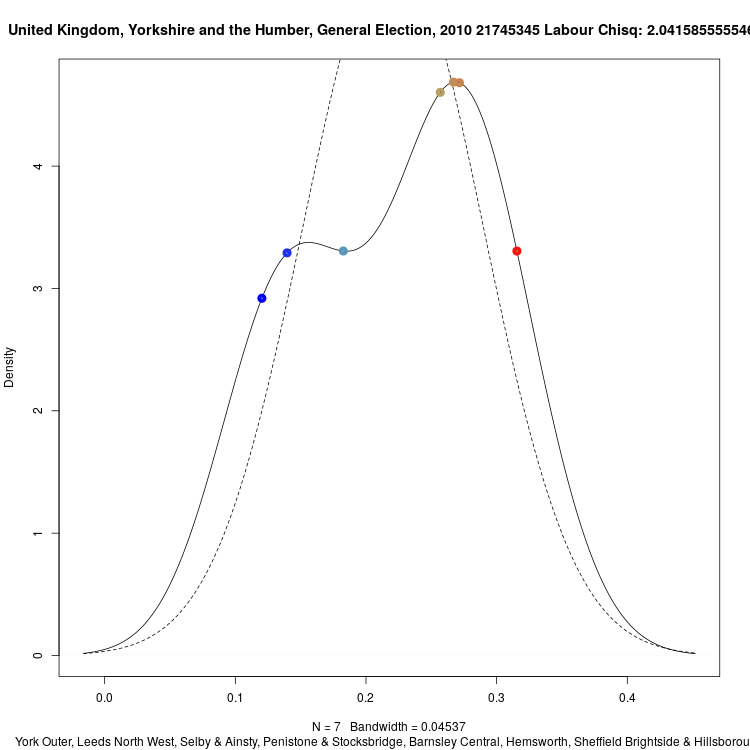 United Kingdom, Yorkshire and the Humber, General Election, 2010 21745345 Labour Chisq: 2.04158555554
Density
4
3
2
1
0
0.0 0.1 0.2 0.3 0.4
N = 7 Bandwidth = 0.04537
York Outer, Leeds North West, Selby & Ainsty, Penistone & Stocksbridge, Barnsley Central, Hemsworth, Sheffield Brightside & Hillsborou